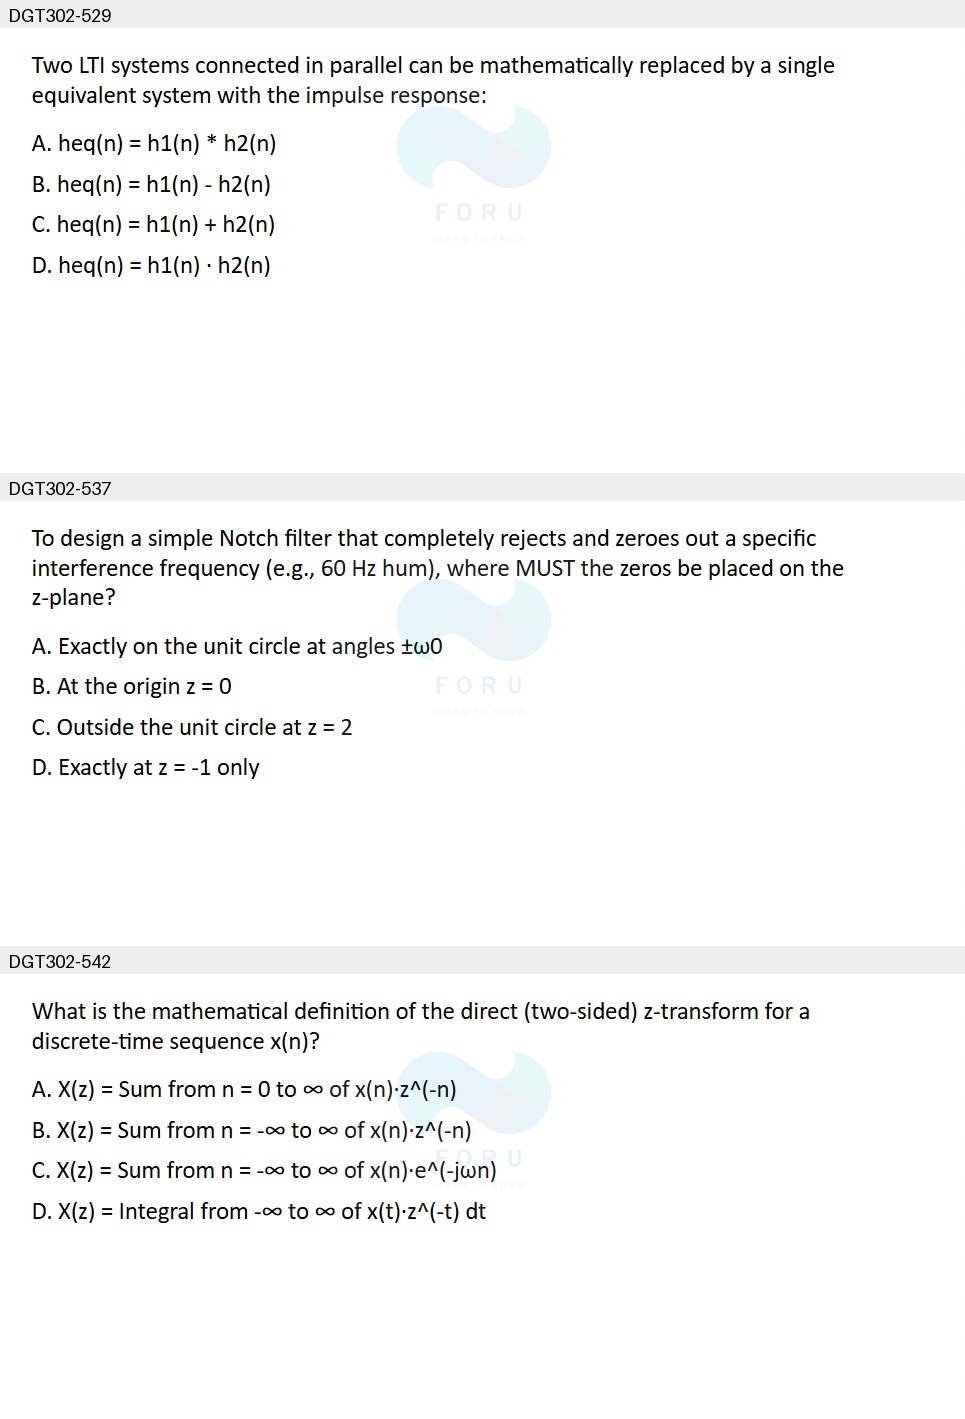 DGT302-529
Two LTI systems connected in parallel can be mathematically replaced by a single
equivalent system with the impulse response:
A. heq(n) = h1(n) * h2(n)
B. heq(n) = h1(n) - h2(n)
C. heq(n) = h1(n) + h2(n)
D. heq(n) = h1(n) · h2(n)
FORU
LEARN TO KNOW
DGT302-537
To design a simple Notch filter that completely rejects and zeroes out a specific
interference frequency (e.g., 60 Hz hum), where MUST the zeros be placed on the
z-plane?
A. Exactly on the unit circle at angles ±ω0
B. At the origin z = 0
C. Outside the unit circle at z = 2
D. Exactly at z = -1 only
FORU
LEARN TO KNOW
DGT302-542
What is the mathematical definition of the direct (two-sided) z-transform for a
discrete-time sequence x(n)?
A. X(z) = Sum from n = 0 to ∞ of x(n)·z^(-n)
B. X(z) = Sum from n = -∞ to ∞ of x(n)·z^(-n)
C. X(z) = Sum from n = -∞ to ∞ of x(n)·e^(-jωn)
D. X(z) = Integral from -∞ to ∞ of x(t)·z^(-t) dt
FORU